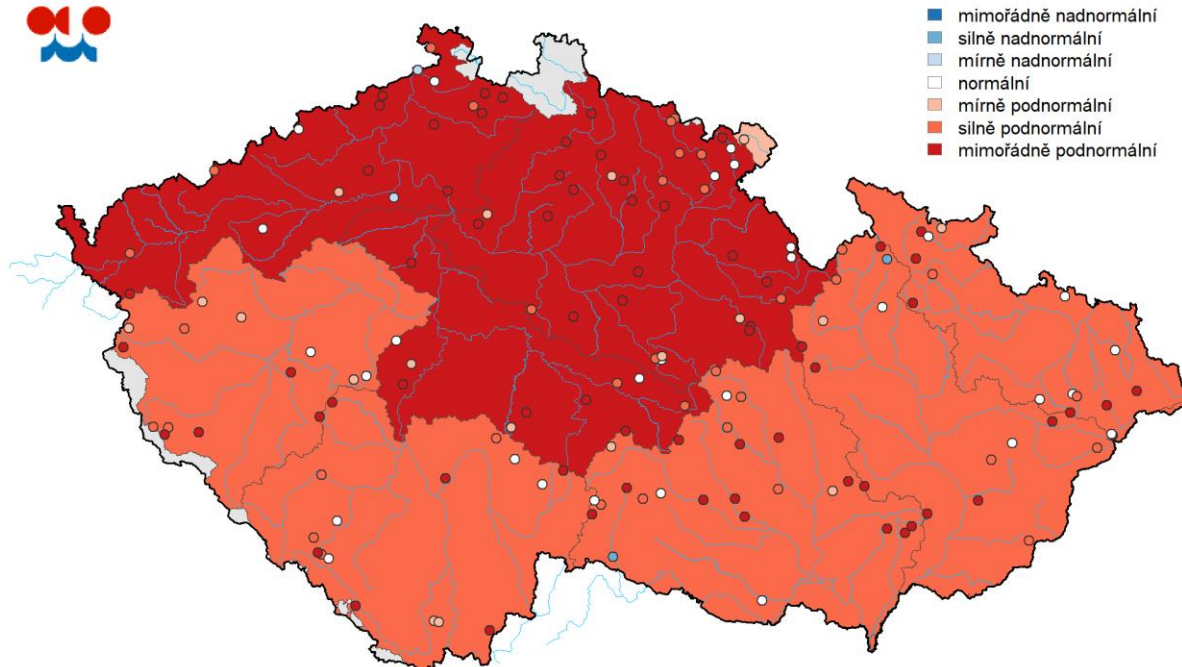 mimořádně nadnormální
silně nadnormální
mírně nadnormální
normální
mírně podnormální
silně podnormální
mimořádně podnormální